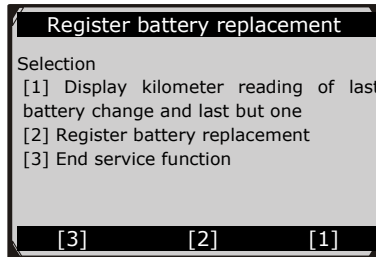 Register battery replacement
Selection
[1] Display kilometer reading of last
battery change and last but one
[2] Register battery replacement
[3] End service function
[3] [2] [1]